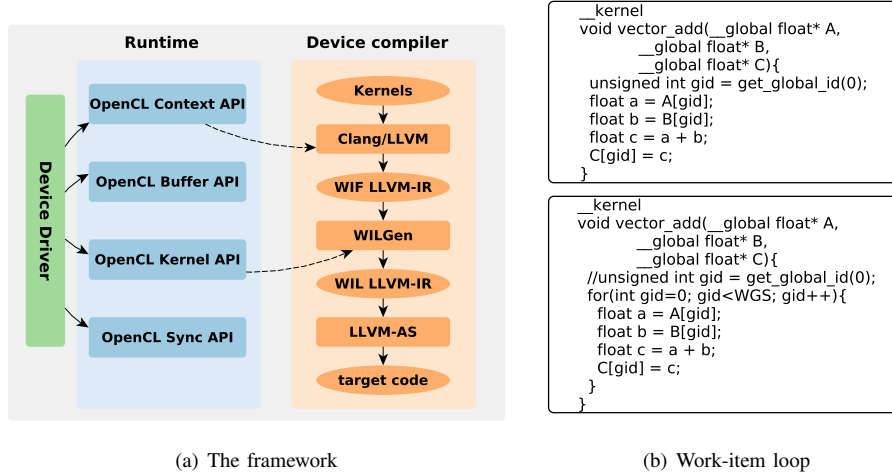 Runtime
Device compiler
Device Driver
OpenCL Context API
OpenCL Buffer API
OpenCL Kernel API
OpenCL Sync API
Kernels
Clang/LLVM
WIF LLVM-IR
WILGen
WIL LLVM-IR
LLVM-AS
target code
(a) The framework
__kernel
void vector_add(__global float* A,
__global float* B,
__global float* C){
unsigned int gid = get_global_id(0);
float a = A[gid];
float b = B[gid];
float c = a + b;
C[gid] = c;
}
__kernel
void vector_add(__global float* A,
__global float* B,
__global float* C){
//unsigned int gid = get_global_id(0);
for(int gid=0; gid<WGS; gid++){
float a = A[gid];
float b = B[gid];
float c = a + b;
C[gid] = c;
}
}
(b) Work-item loop